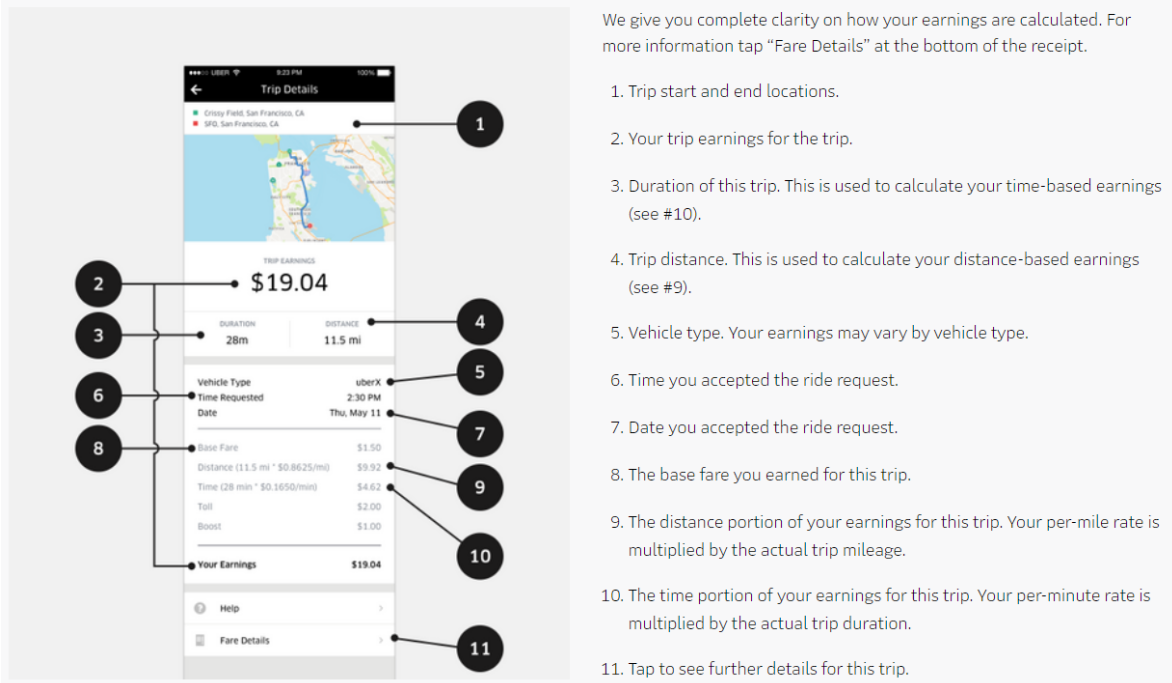 UBER 9:23 PM 100%
Trip Details
Crissy Field, San Francisco, CA
SFO, San Francisco, CA
1
TRIP EARNINGS
$19.04
2
DURATION
28m
3
DISTANCE
11.5 mi
4
Vehicle Type uberX
5
Time Requested 2:30 PM
6
Date Thu, May 11
7
Base Fare $1.50
8
Distance (11.5 mi * $0.8625/mi) $9.92
9
Time (28 min * $0.1650/min) $4.62
10
Toll $2.00
Boost $1.00
Your Earnings $19.04
Help
Fare Details
11
We give you complete clarity on how your earnings are calculated. For
more information tap “Fare Details” at the bottom of the receipt.
1. Trip start and end locations.
2. Your trip earnings for the trip.
3. Duration of this trip. This is used to calculate your time-based earnings
(see #10).
4. Trip distance. This is used to calculate your distance-based earnings
(see #9).
5. Vehicle type. Your earnings may vary by vehicle type.
6. Time you accepted the ride request.
7. Date you accepted the ride request.
8. The base fare you earned for this trip.
9. The distance portion of your earnings for this trip. Your per-mile rate is
multiplied by the actual trip mileage.
10. The time portion of your earnings for this trip. Your per-minute rate is
multiplied by the actual trip duration.
11. Tap to see further details for this trip.